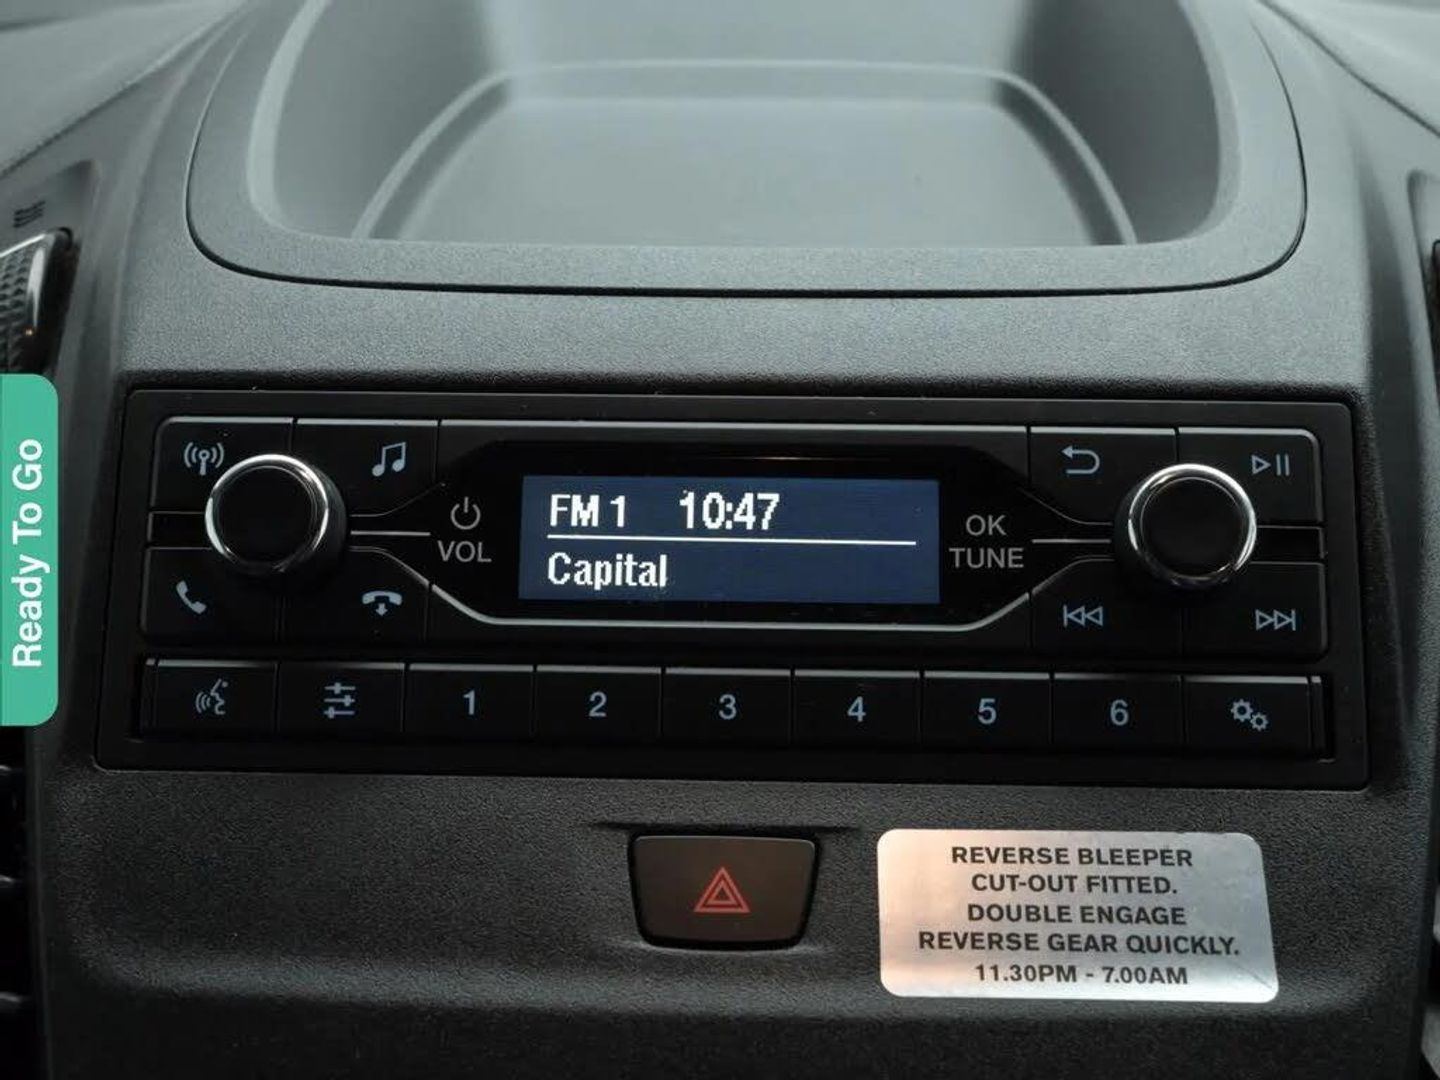 Ready To Go
FM 1 10:47
Capital
VOL
OK
TUNE
1 2 3 4 5 6
REVERSE BLEEPER
CUT-OUT FITTED.
DOUBLE ENGAGE
REVERSE GEAR QUICKLY.
11.30PM - 7.00AM